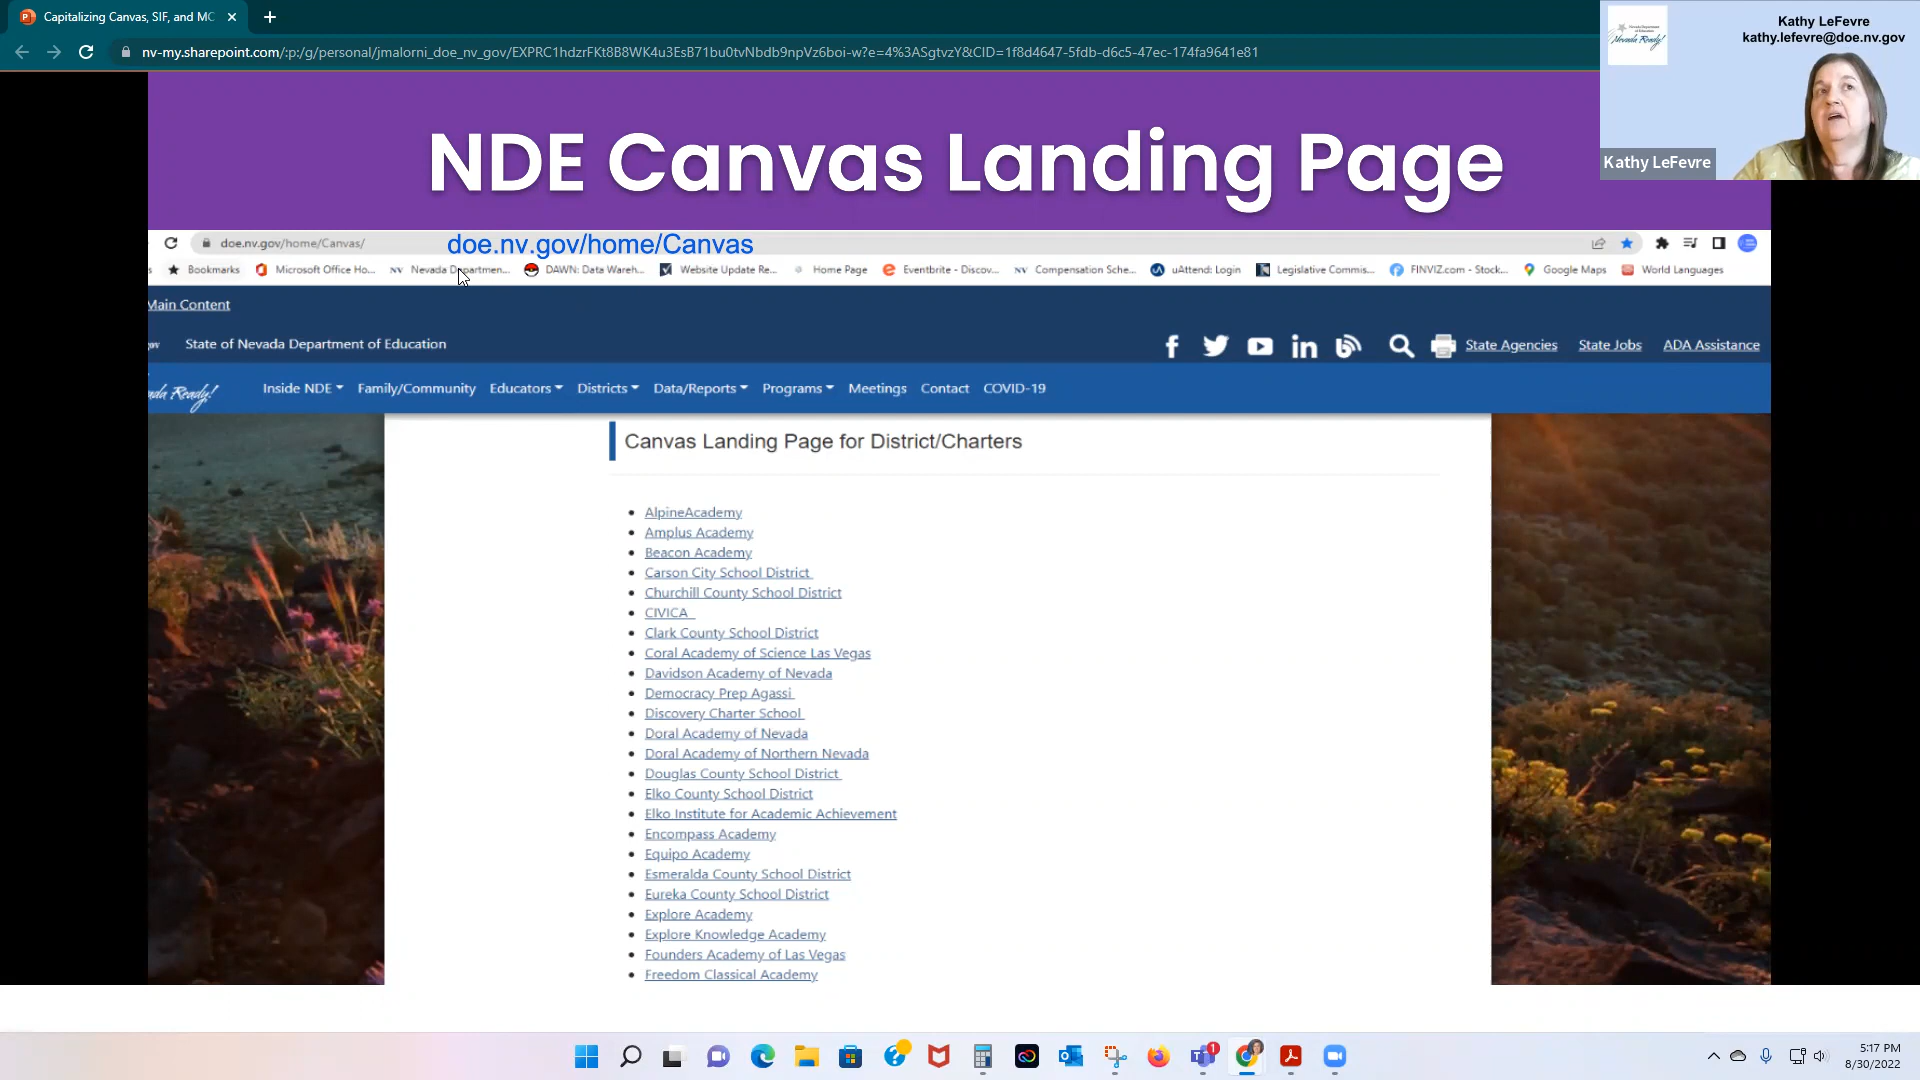 Capitalizing Canvas, SIF, and MC
nv-my.sharepoint.com/:p:/g/personal/jmalorni_doe_nv_gov/EXPRC1hdzrFKt8B8WK4u3EsB71bu0tvNbdb9npVz6boi-w?e=4%3ASgtvzY&CID=1f8d4647-5fdb-d6c5-47ec-174fa9641e81
Kathy LeFevre
kathy.lefevre@doe.nv.gov
Nevada Department
of Education
Nevada Ready!
Kathy LeFevre
NDE Canvas Landing Page
doe.nv.gov/home/Canvas/ doe.nv.gov/home/Canvas
s Bookmarks Microsoft Office Ho... Nevada Departmen... DAWN: Data Wareh... Website Update Re... Home Page Eventbrite - Discov... Compensation Sche... uAttend: Login Legislative Commis... FINVIZ.com - Stock... Google Maps World Languages
Main Content
State of Nevada Department of Education State Agencies State Jobs ADA Assistance
ada Ready! Inside NDE Family/Community Educators Districts Data/Reports Programs Meetings Contact COVID-19
Canvas Landing Page for District/Charters
AlpineAcademy
Amplus Academy
Beacon Academy
Carson City School District
Churchill County School District
CIVICA
Clark County School District
Coral Academy of Science Las Vegas
Davidson Academy of Nevada
Democracy Prep Agassi
Discovery Charter School
Doral Academy of Nevada
Doral Academy of Northern Nevada
Douglas County School District
Elko County School District
Elko Institute for Academic Achievement
Encompass Academy
Equipo Academy
Esmeralda County School District
Eureka County School District
Explore Academy
Explore Knowledge Academy
Founders Academy of Las Vegas
Freedom Classical Academy
5:17 PM
8/30/2022